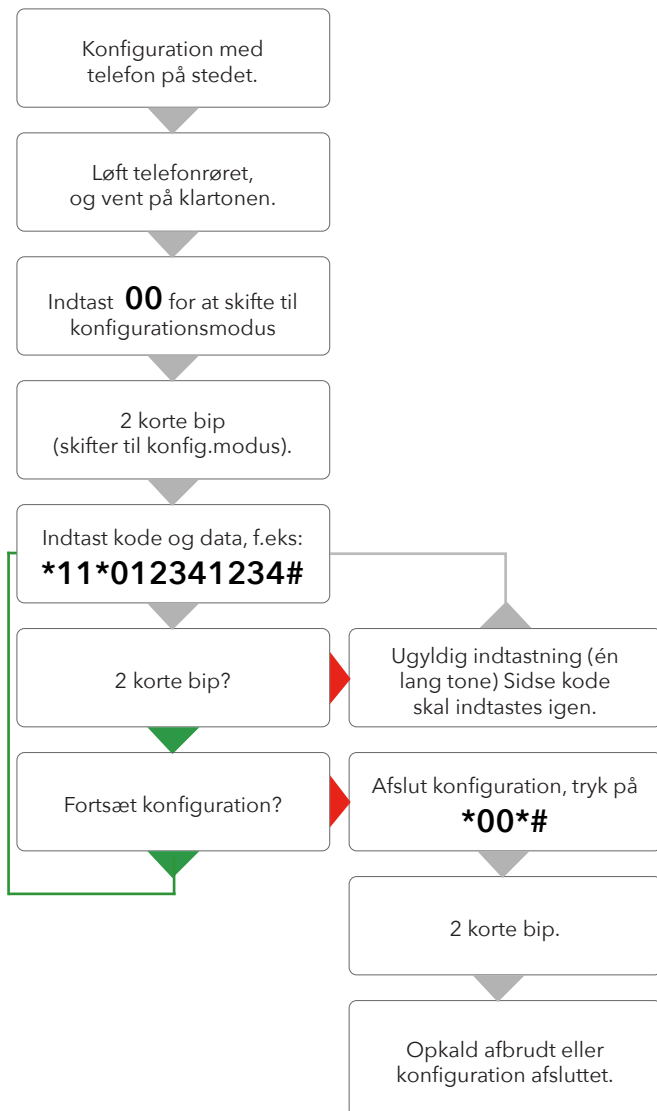 Konfiguration med
telefon på stedet.
Løft telefonrøret,
og vent på klartonen.
Indtast 00 for at skifte til
konfigurationsmodus
2 korte bip
(skifter til konfig.modus).
Indtast kode og data, f.eks:
*11*012341234#
2 korte bip?
Ugyldig indtastning (én
lang tone) Sidse kode
skal indtastes igen.
Fortsæt konfiguration?
Afslut konfiguration, tryk på
*00*#
2 korte bip.
Opkald afbrudt eller
konfiguration afsluttet.